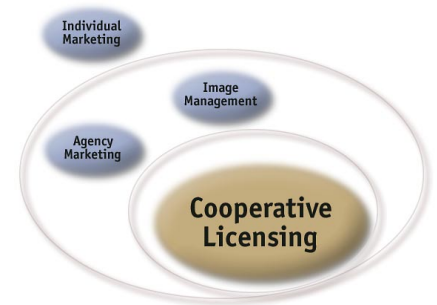 Individual
Marketing
Image
Management
Agency
Marketing
Cooperative
Licensing